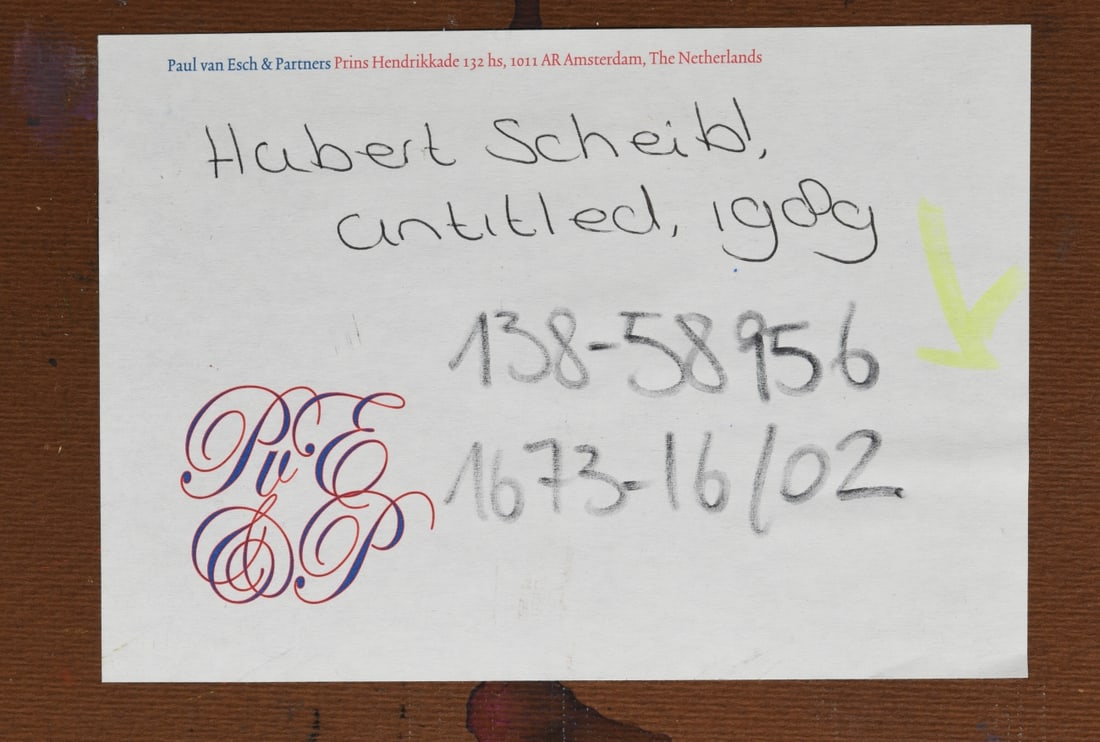 Paul van Esch & Partners Prins Hendrikkade 132 hs, 1011 AR Amsterdam, The Netherlands
Hubert Scheibl,
untitled, 1989
138-58956
1673-16/02
PvE
&P